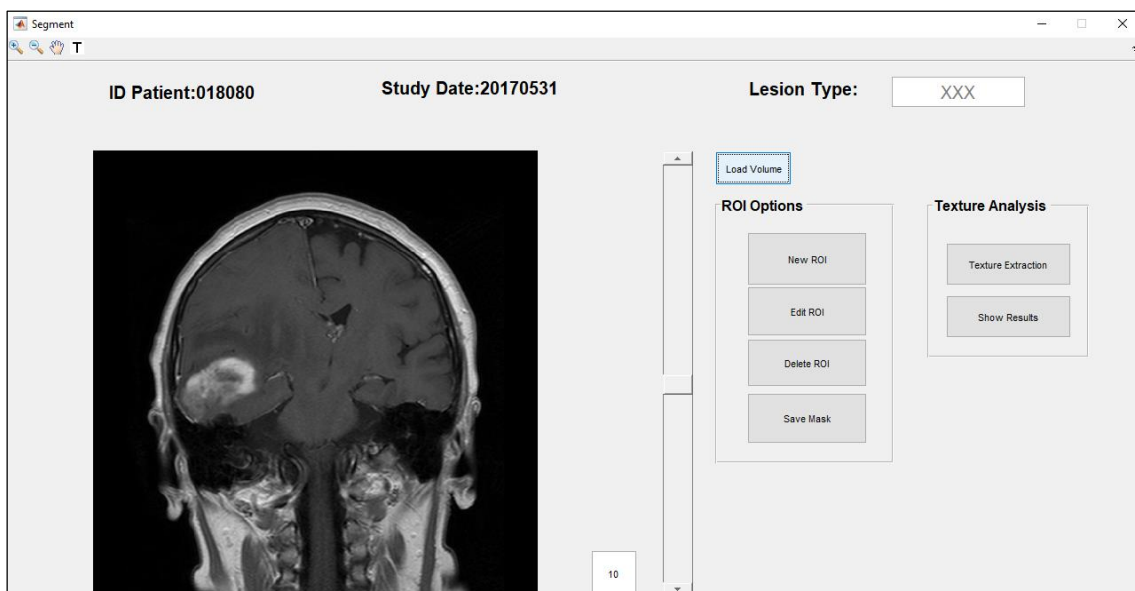 Segment
T
ID Patient:018080
Study Date:20170531
Lesion Type:
XXX
Load Volume
ROI Options
New ROI
Edit ROI
Delete ROI
Save Mask
Texture Analysis
Texture Extraction
Show Results
10